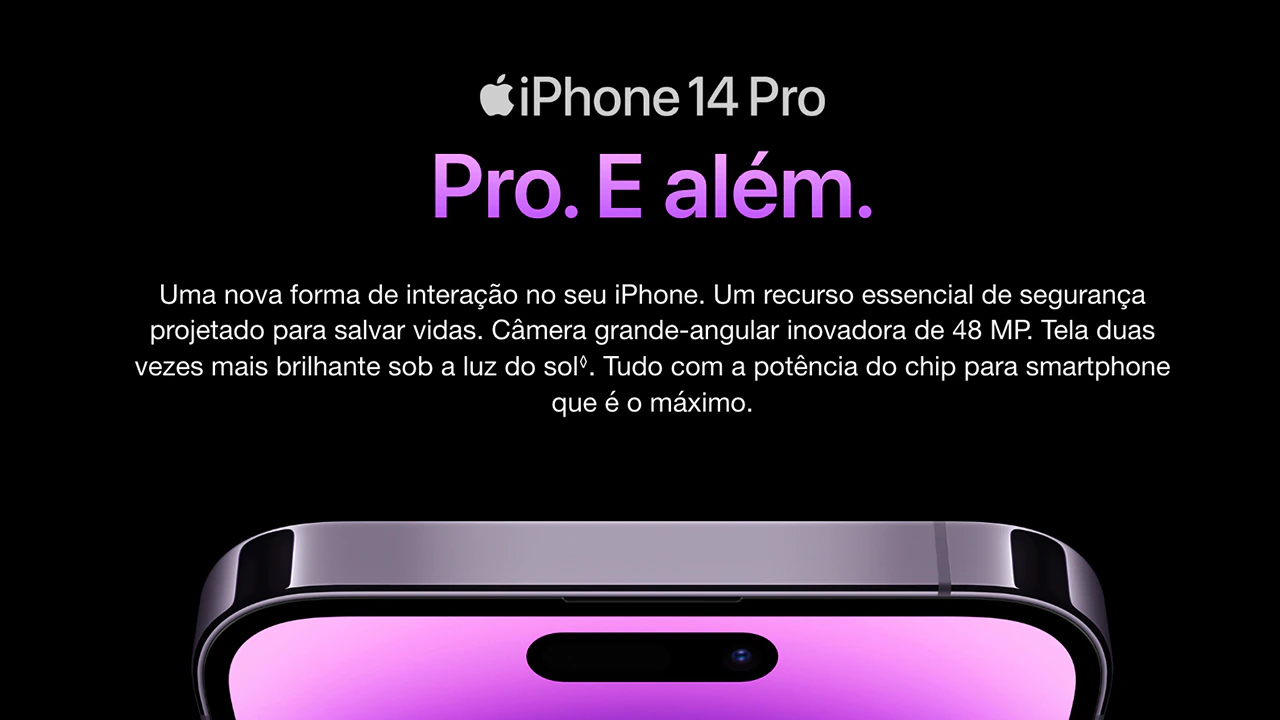 iPhone 14 Pro
Pro. E além.
Uma nova forma de interação no seu iPhone. Um recurso essencial de segurança
projetado para salvar vidas. Câmera grande-angular inovadora de 48 MP. Tela duas
vezes mais brilhante sob a luz do sol◊. Tudo com a potência do chip para smartphone
que é o máximo.